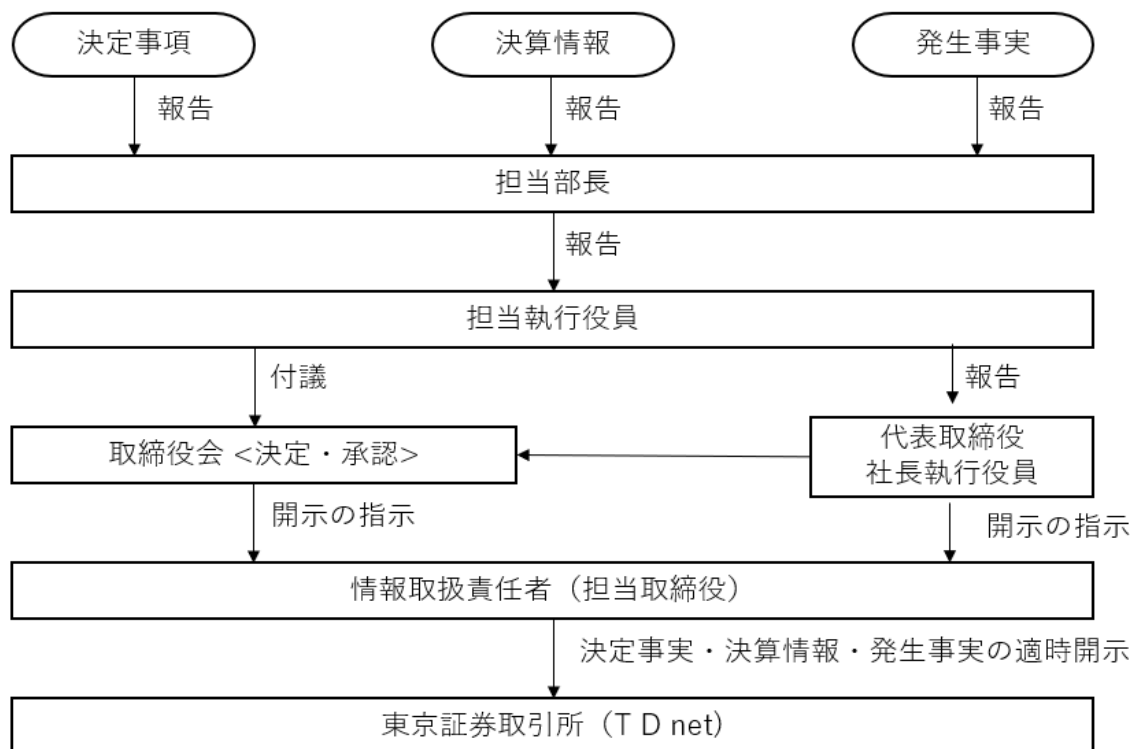 決定事項
決算情報
発生事実
報告
報告
報告
担当部長
報告
担当執行役員
付議
報告
取締役会 <決定・承認>
代表取締役
社長執行役員
開示の指示
開示の指示
情報取扱責任者（担当取締役）
決定事実・決算情報・発生事実の適時開示
東京証券取引所（T D net）